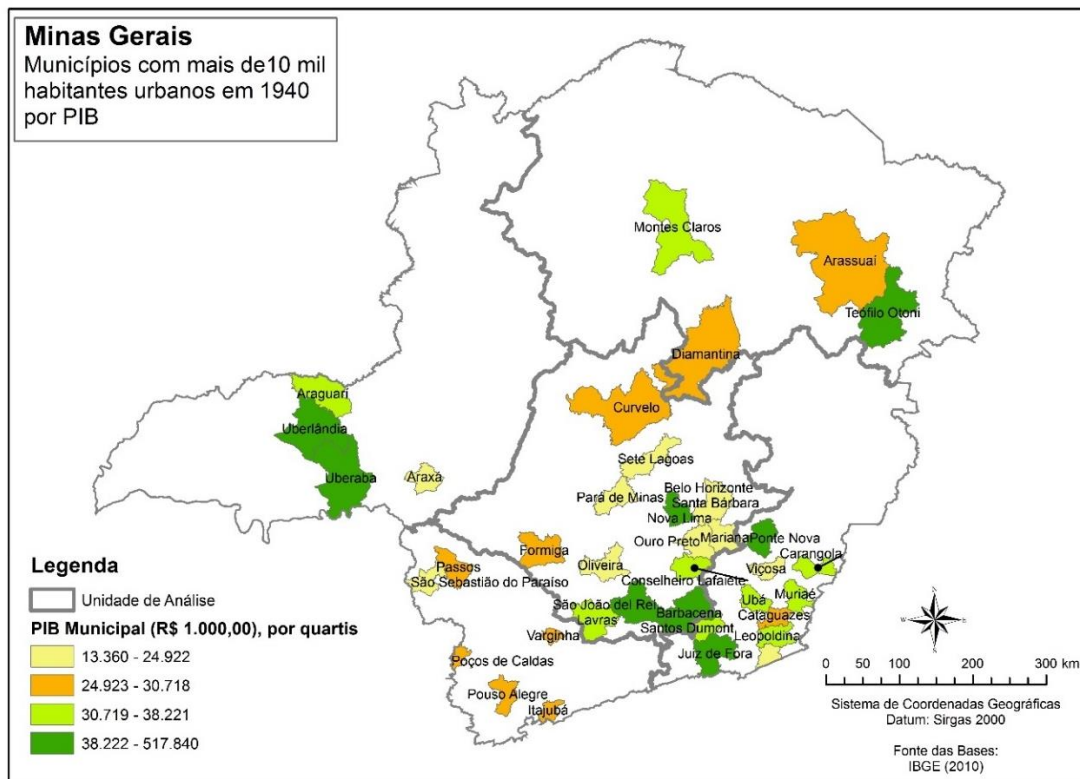 Minas Gerais
Municípios com mais de10 mil
habitantes urbanos em 1940
por PIB
Montes Claros
Arassuaí
Teofilo Otoni
Diamantina
Curvelo
Araguari
Uberlândia
Uberaba
Araxá
Sete Lagoas
Pará de Minas
Belo Horizonte
Santa Bárbara
Nova Lima
Ouro Preto
Mariana
Ponte Nova
Carangola
Formiga
Oliveira
Viçosa
Passos
São Sebastião do Paraíso
Conselheiro Lafaiete
Ubá
Muriaé
São João del Rei
Barbacena
Cataguazes
Lavras
Santos Dumont
Leopoldina
Varginha
Juiz de Fora
Poços de Caldas
Pouso Alegre
Itajubá
Legenda
Unidade de Análise
PIB Municipal (R$ 1.000,00), por quartis
13.360 - 24.922
24.923 - 30.718
30.719 - 38.221
38.222 - 517.840
N
W E
S
0 50 100 200 300 km
Sistema de Coordenadas Geográficas
Datum: Sirgas 2000
Fonte das Bases:
IBGE (2010)